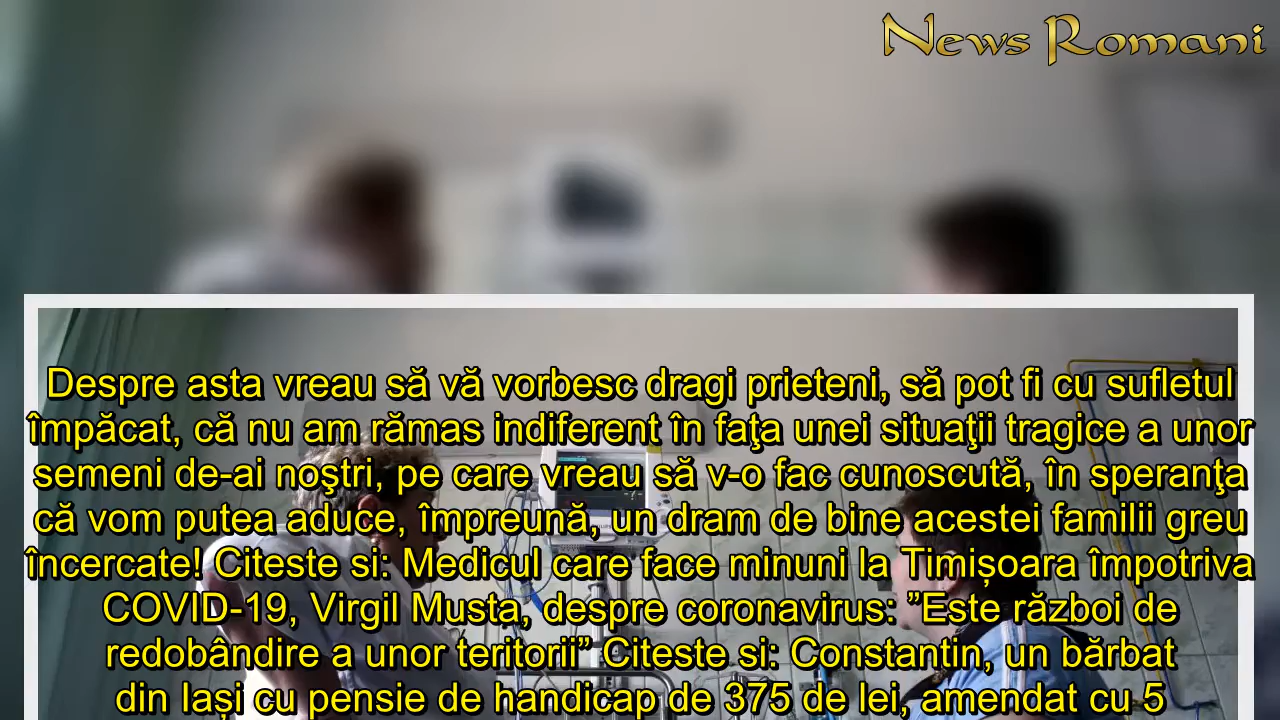 News Romani
Despre asta vreau să vă vorbesc dragi prieteni, să pot fi cu sufletul
împăcat, că nu am rămas indiferent în faţa unei situaţii tragice a unor
semeni de-ai noştri, pe care vreau să v-o fac cunoscută, în speranţa
că vom putea aduce, împreună, un dram de bine acestei familii greu
încercate! Citeste si: Medicul care face minuni la Timișoara împotriva
COVID-19, Virgil Musta, despre coronavirus: ”Este război de
redobândire a unor teritorii” Citeste si: Constantin, un bărbat
din Iași cu pensie de handicap de 375 de lei, amendat cu 5